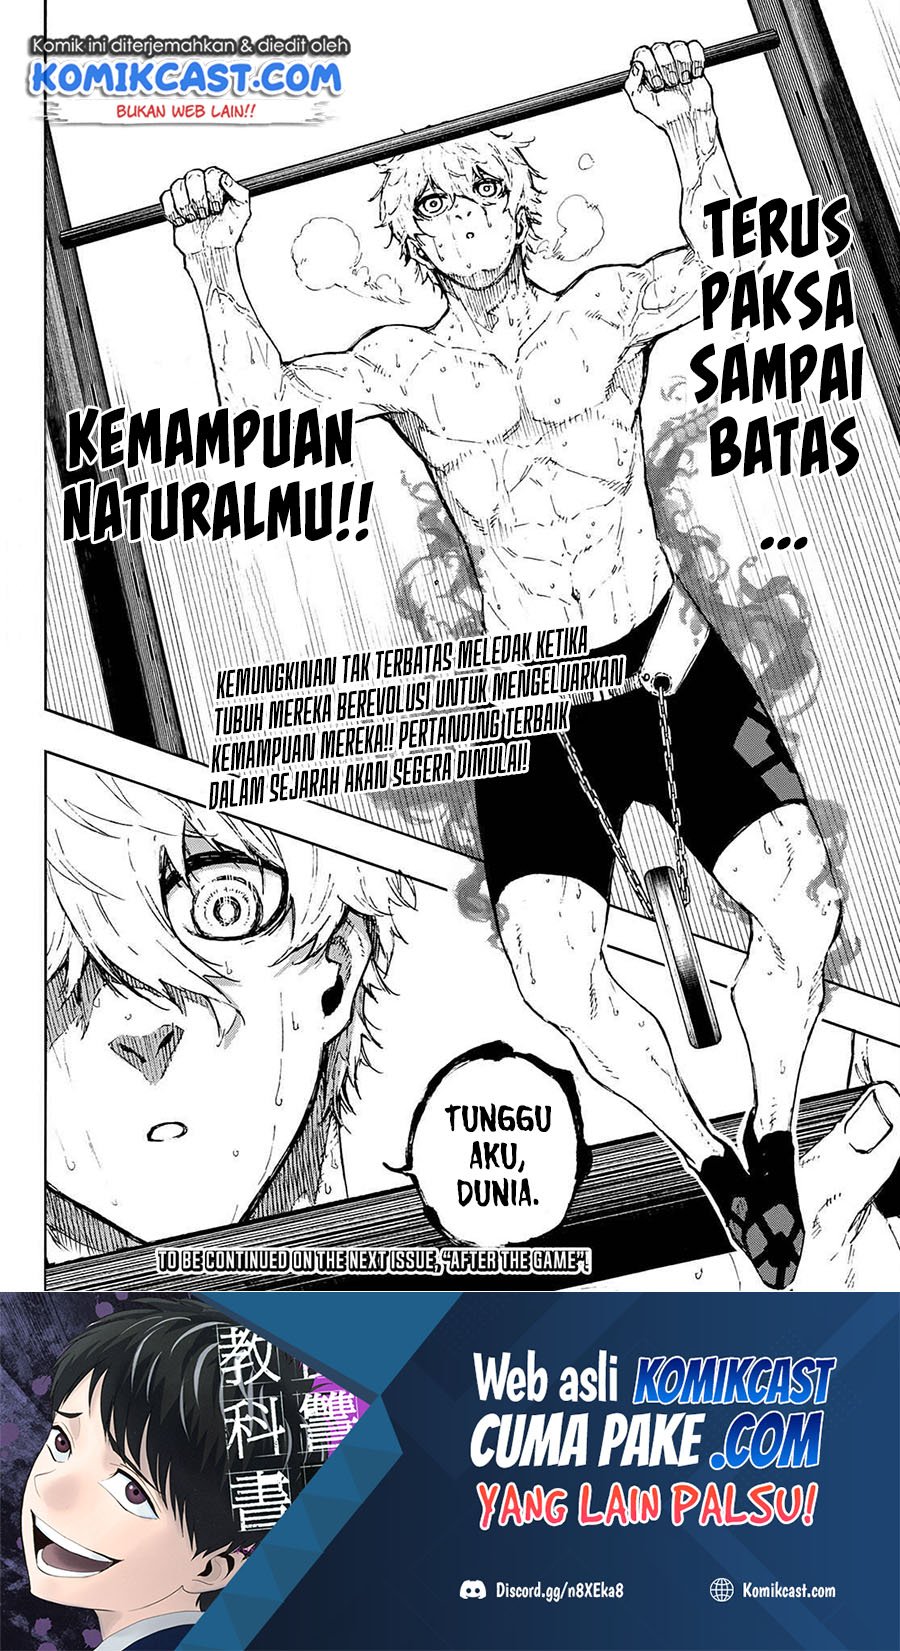 Komik ini diterjemahkan & diedit oleh
KOMIKCAST.COM
BUKAN WEB LAIN!!
TERUS
PAKSA
SAMPAI
BATAS
...
KEMAMPUAN
NATURALMU!!
KEMUNGKINAN TAK TERBATAS MELEDAK KETIKA
TUBUH MEREKA BEREVOLUSI UNTUK MENGELUARKAN
KEMAMPUAN MEREKA!! PERTANDING TERBAIK
DALAM SEJARAH AKAN SEGERA DIMULAI!
TUNGGU
AKU,
DUNIA.
TO BE CONTINUED ON THE NEXT ISSUE, "AFTER THE GAME"!
教
科
書
Web asli KOMIKCAST
CUMA PAKE .COM
YANG LAIN PALSU!
Discord.gg/n8XEka8
Komikcast.com